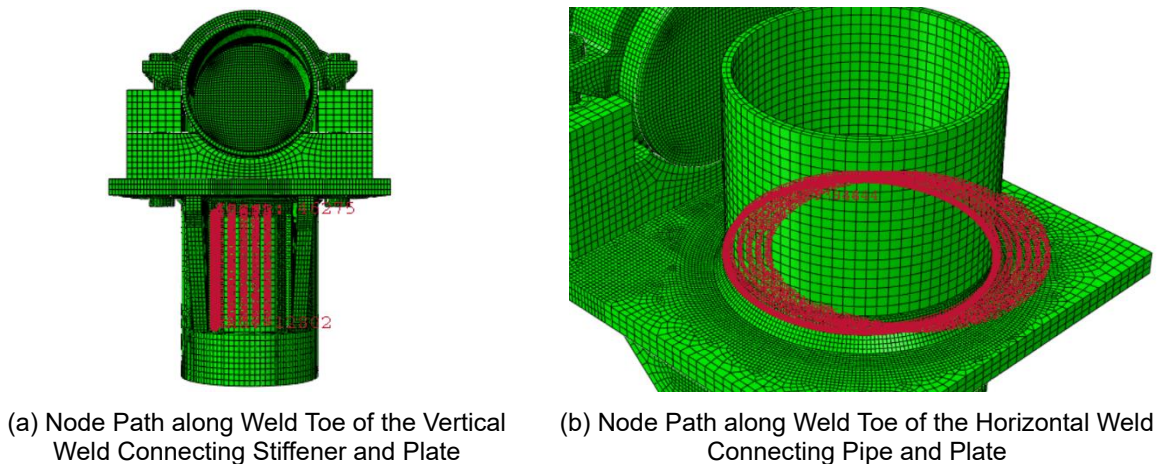 (a) Node Path along Weld Toe of the Vertical
Weld Connecting Stiffener and Plate
(b) Node Path along Weld Toe of the Horizontal Weld
Connecting Pipe and Plate